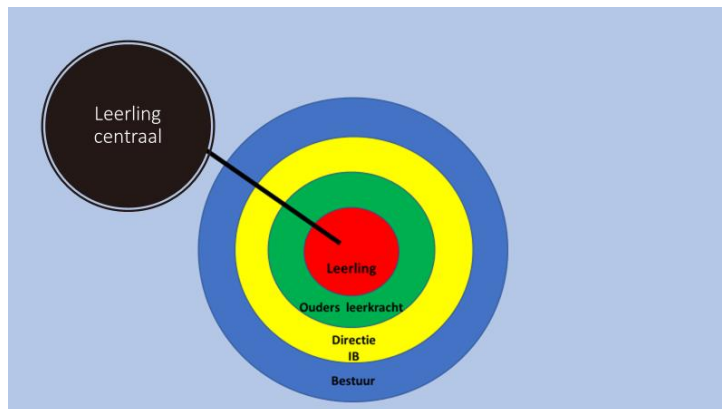 Leerling
centraal
Leerling
Ouders leerkracht
Directie
IB
Bestuur